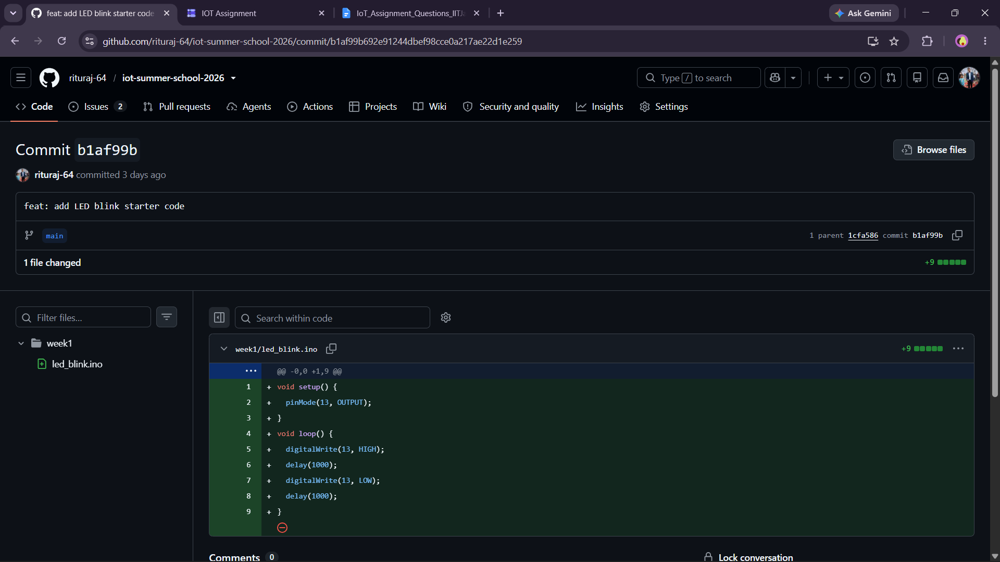 feat: add LED blink starter code
IOT Assignment
IoT_Assignment_Questions_IITJa
Ask Gemini
github.com/rituraj-64/iot-summer-school-2026/commit/b1af99b692e91244dbef98cce0a217ae22d1e259
rituraj-64 / iot-summer-school-2026
Type / to search
Code
Issues 2
Pull requests
Agents
Actions
Projects
Wiki
Security and quality
Insights
Settings
Commit b1af99b
Browse files
rituraj-64 committed 3 days ago
feat: add LED blink starter code
main
1 parent 1cfa586 commit b1af99b
1 file changed
+9
Filter files...
Search within code
week1
led_blink.ino
week1/led_blink.ino
+9
@@ -0,0 +1,9 @@
1 + void setup() {
2 + pinMode(13, OUTPUT);
3 + }
4 + void loop() {
5 + digitalWrite(13, HIGH);
6 + delay(1000);
7 + digitalWrite(13, LOW);
8 + delay(1000);
9 + }
Comments 0
Lock conversation